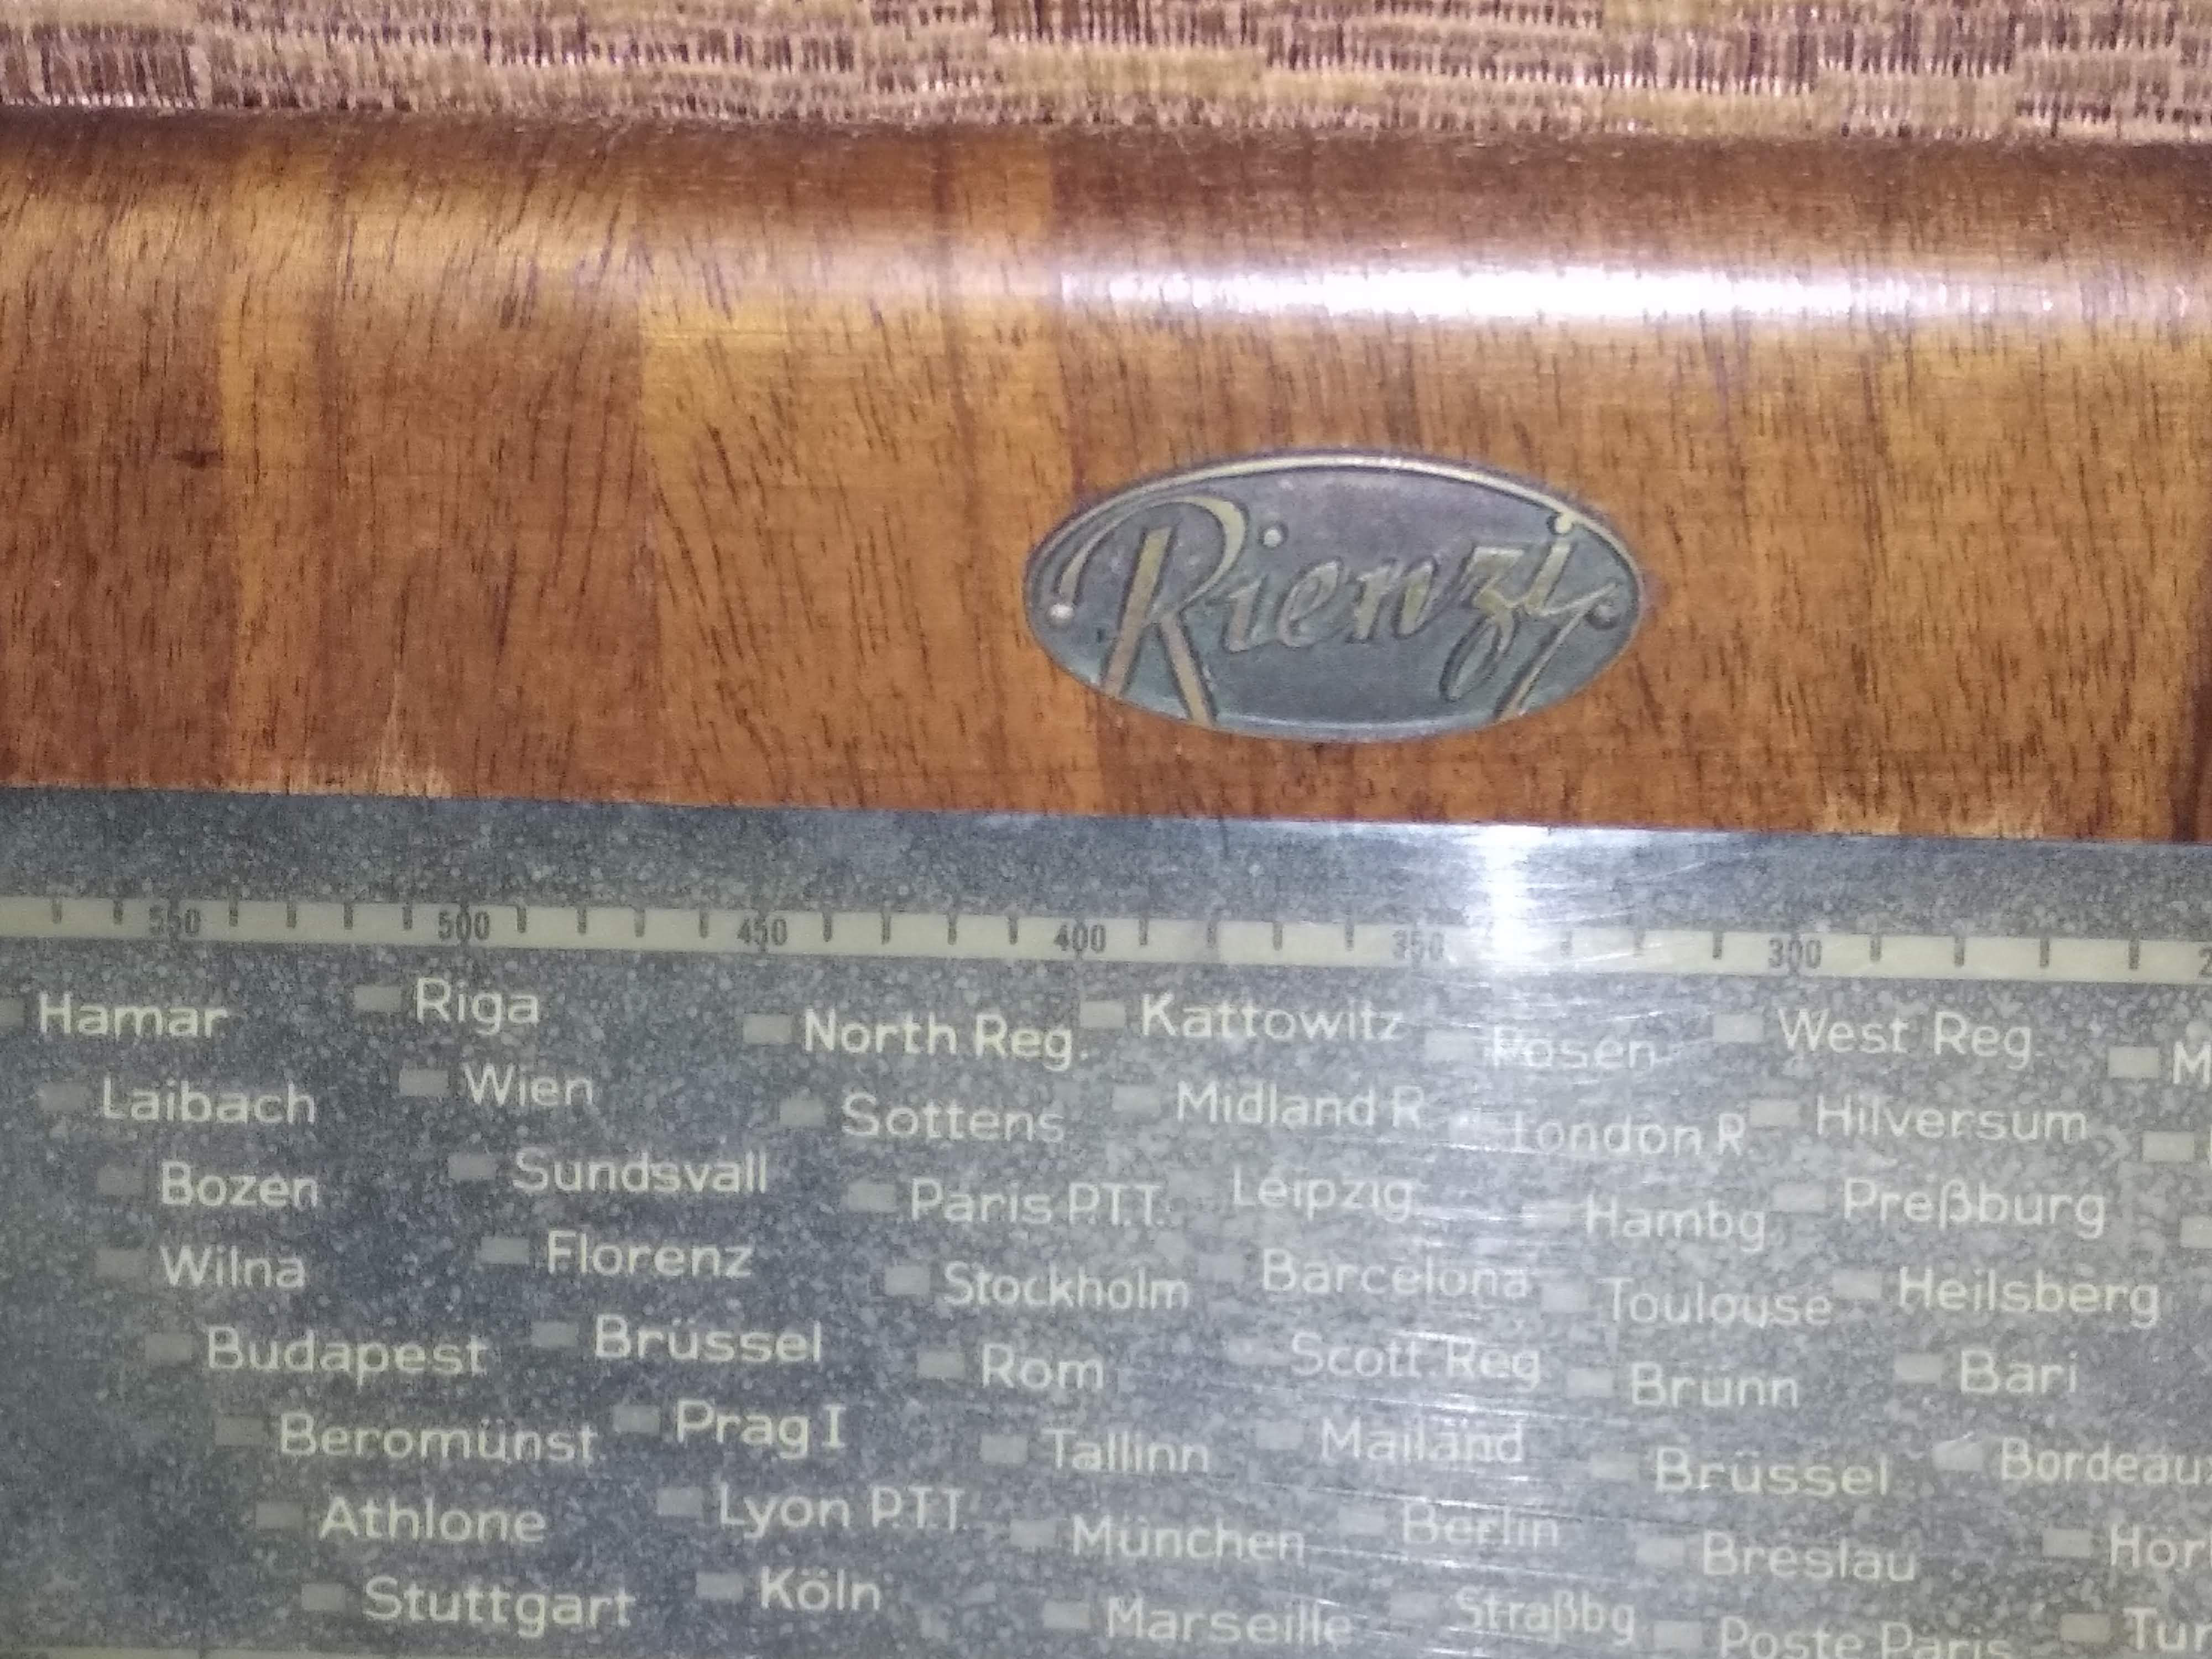 Rienzi
550 500 450 400 350 300
Hamar Riga North Reg. Kattowitz Posen West Reg
Laibach Wien Sottens Midland R London R. Hilversum
Bozen Sundsvall Paris P.T.T. Leipzig Hambg Preßburg
Wilna Florenz Stockholm Barcelona Toulouse Heilsberg
Budapest Brüssel Rom Scott Reg Brünn Bari
Beromünst Prag I Tallinn Mailand Brüssel Bordeau
Athlone Lyon P.T.T. München Berlin Breslau
Stuttgart Köln Marseille Straßbg Poste Paris